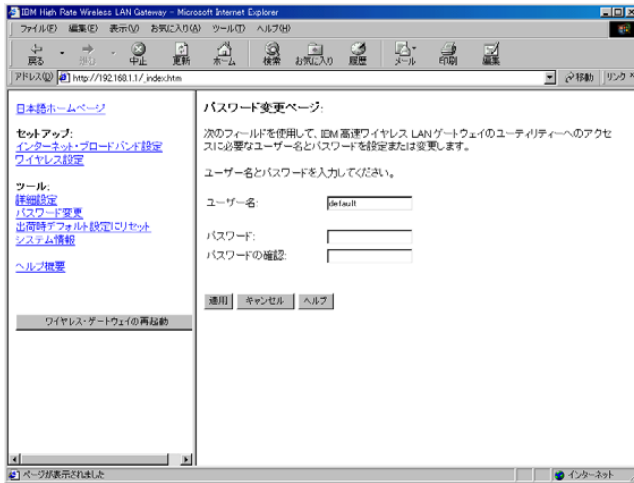 IBM High Rate Wireless LAN Gateway - Microsoft Internet Explorer
ファイル(F) 編集(E) 表示(V) お気に入り(A) ツール(T) ヘルプ(H)
戻る 進む 中止 更新 ホーム 検索 お気に入り 履歴 メール 印刷 編集
アドレス(D) http://192.168.1.1/_index.htm 移動 リンク
日本語ホームページ
セットアップ:
インターネット・ブロードバンド設定
ワイヤレス設定
ツール:
詳細設定
パスワード変更
出荷時デフォルト設定にリセット
システム情報
ヘルプ概要
ワイヤレス・ゲートウェイの再起動
パスワード変更ページ:
次のフィールドを使用して、IBM 高速ワイヤレス LAN ゲートウェイのユーティリティーへのアクセ
スに必要なユーザー名とパスワードを設定または変更します。
ユーザー名とパスワードを入力してください。
ユーザー名: default
パスワード:
パスワードの確認:
適用 キャンセル ヘルプ
ページが表示されました インターネット